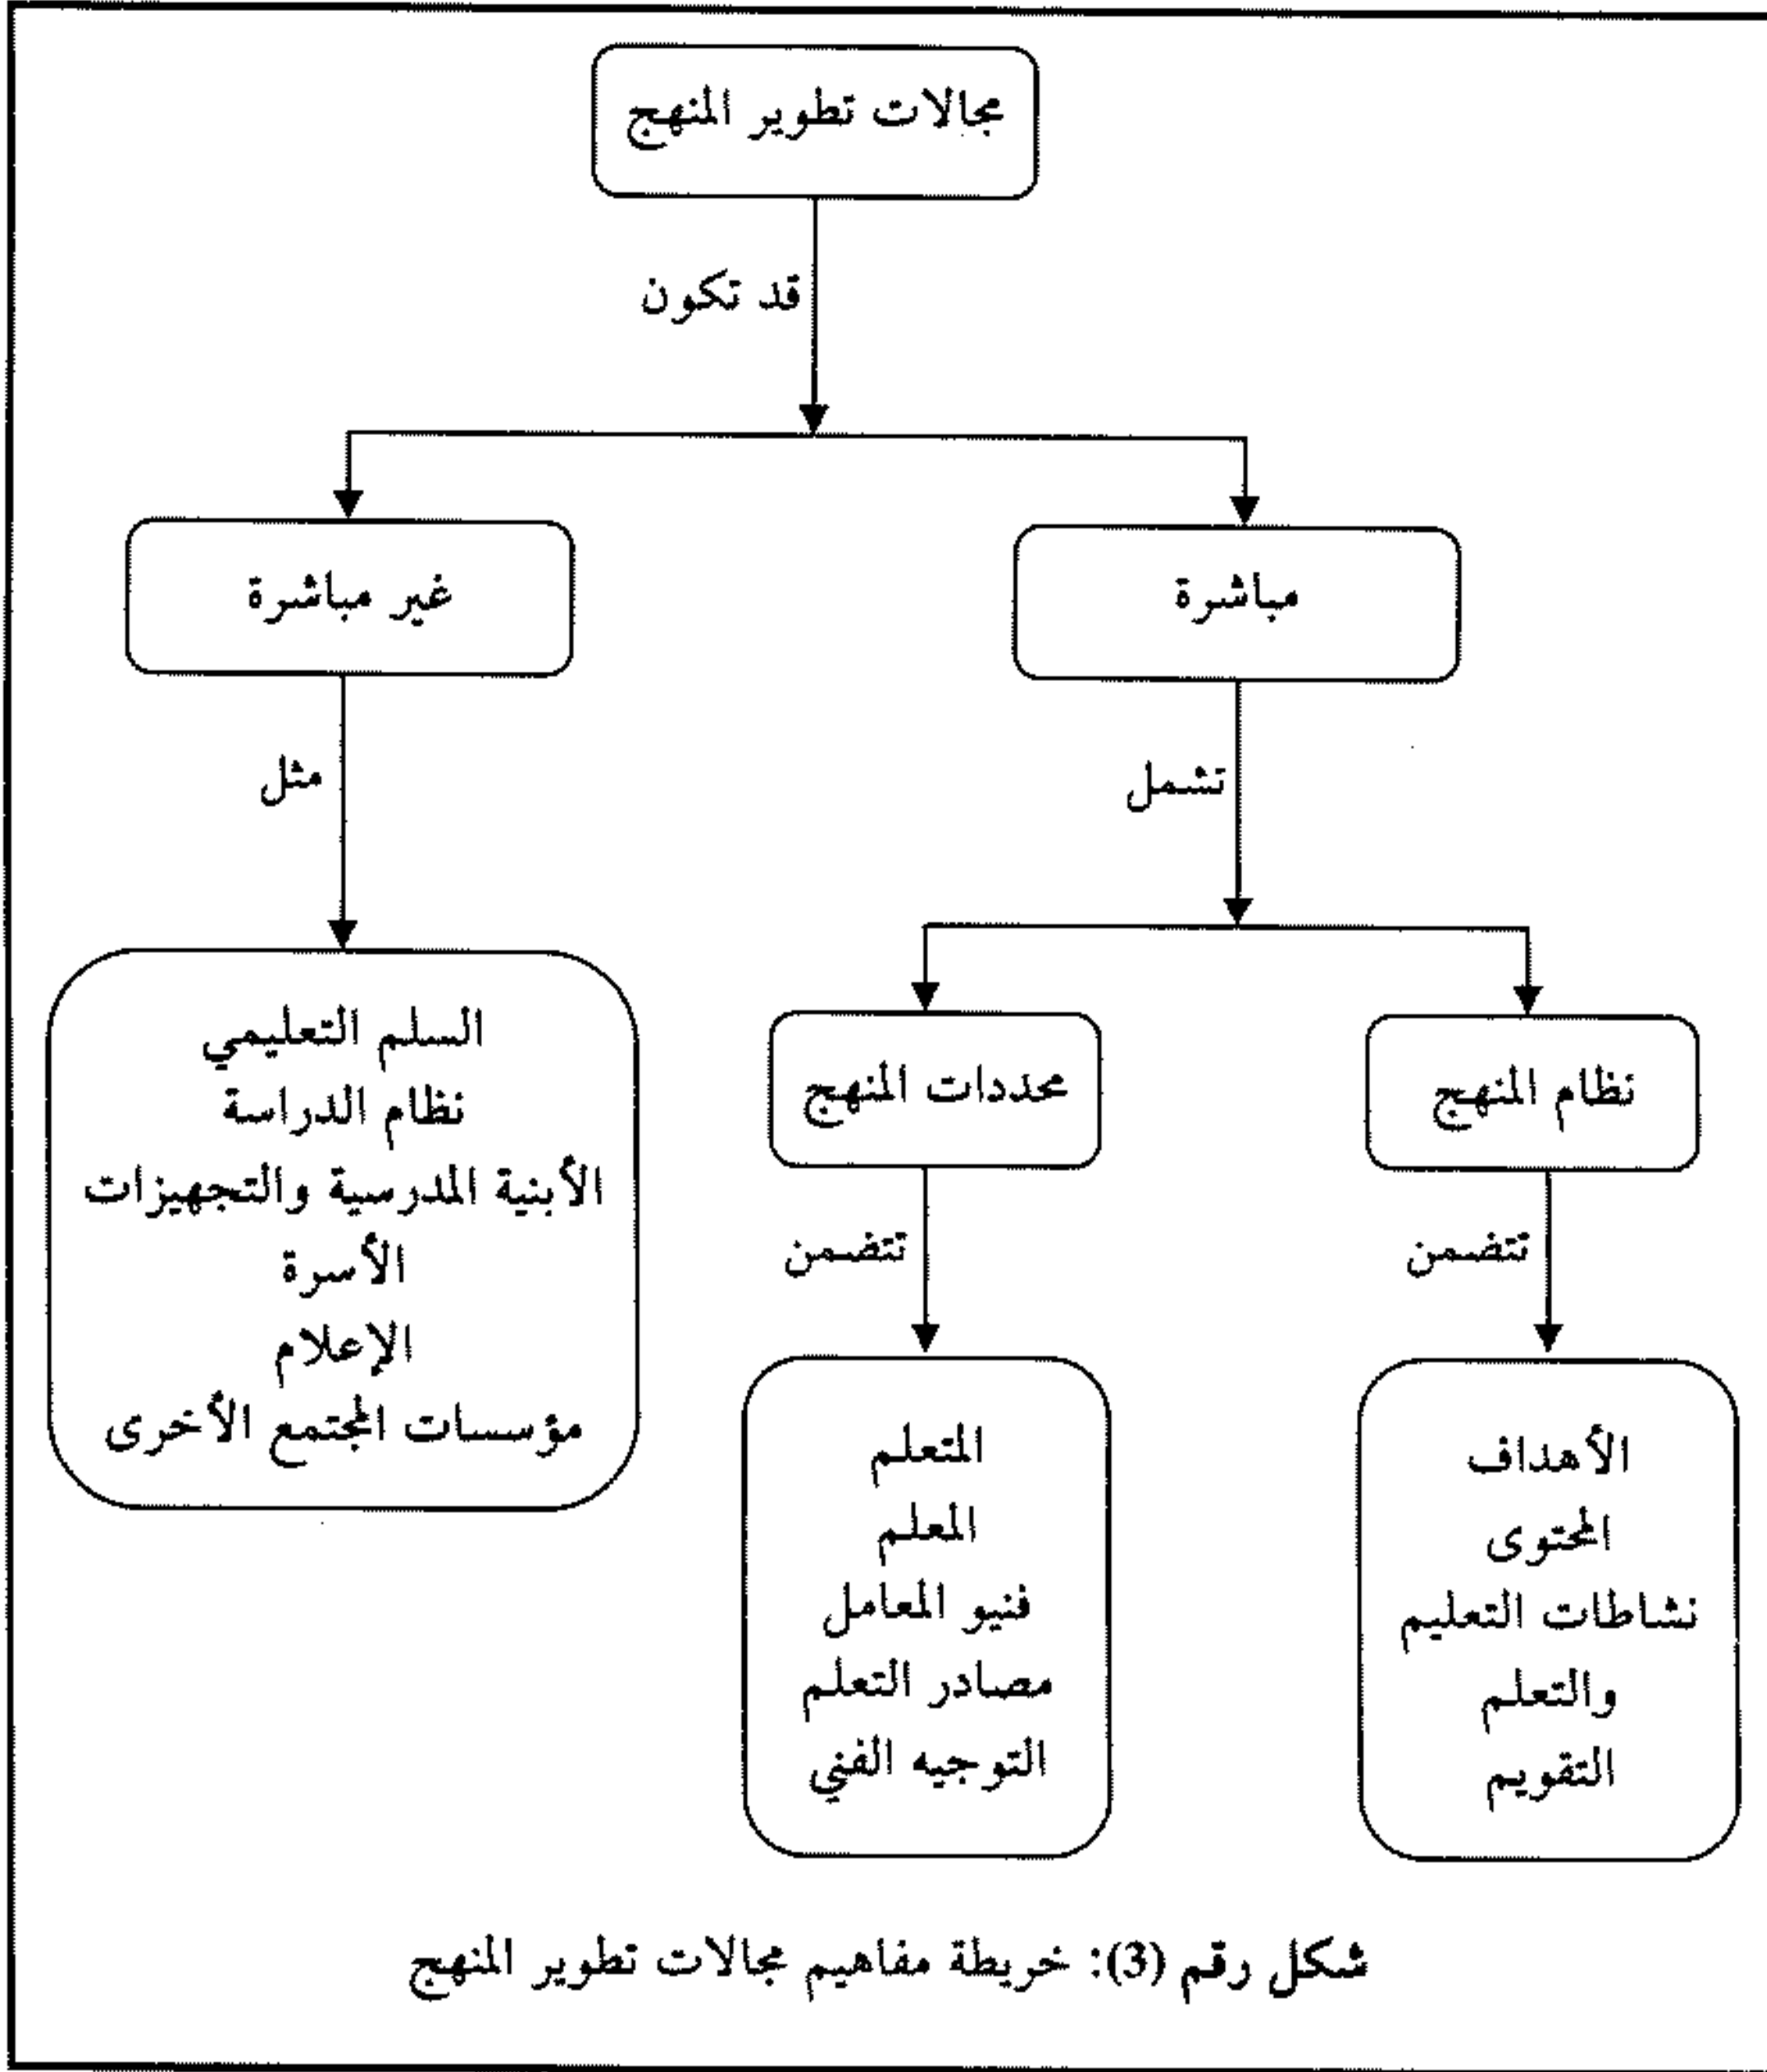 مجالات تطوير المنهج
قد تكون
مباشرة
غير مباشرة
تشمل
مثل
نظام المنهج
محددات المنهج
تتضمن
تتضمن
الأهداف
المحتوى
نشاطات التعليم
والتعلم
التقويم
المتعلم
المعلم
فنيو المعامل
مصادر التعلم
التوجيه الفني
السلم التعليمي
نظام الدراسة
الأبنية المدرسية والتجهيزات
الأسرة
الإعلام
مؤسسات المجتمع الأخرى
شكل رقم (3): خريطة مفاهيم مجالات تطوير المنهج